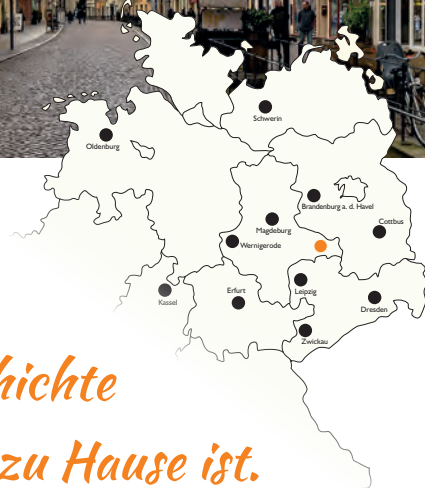 Schwerin
Oldenburg
Brandenburg a. d. Havel
Magdeburg
Cottbus
Wernigerode
Erfurt
Leipzig
Kassel
Dresden
Zwickau
hichte
zu Hause ist.